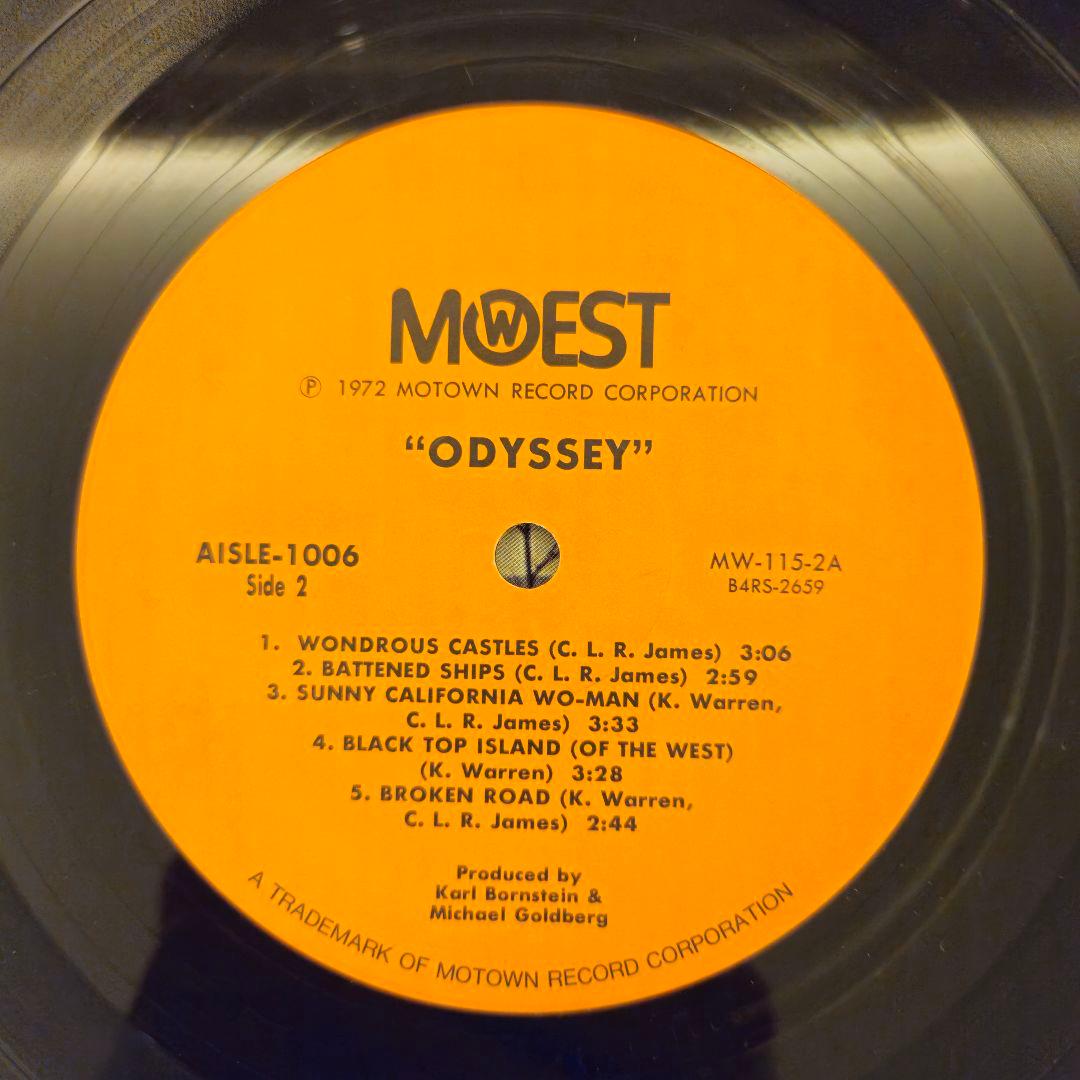 MOWEST
℗ 1972 MOTOWN RECORD CORPORATION
“ODYSSEY”
AISLE-1006
Side 2
MW-115-2A
B4RS-2659
1. WONDROUS CASTLES (C. L. R. James) 3:06
2. BATTENED SHIPS (C. L. R. James) 2:59
3. SUNNY CALIFORNIA WO-MAN (K. Warren,
C. L. R. James) 3:33
4. BLACK TOP ISLAND (OF THE WEST)
(K. Warren) 3:28
5. BROKEN ROAD (K. Warren,
C. L. R. James) 2:44
Produced by
Karl Bornstein &
Michael Goldberg
A TRADEMARK OF MOTOWN RECORD CORPORATION